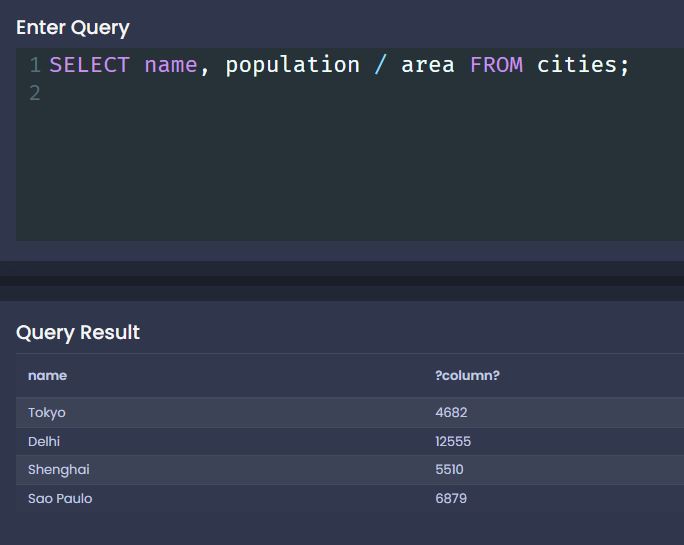 Enter Query
1 SELECT name, population / area FROM cities;
2
Query Result
name ?column?
Tokyo 4682
Delhi 12555
Shenghai 5510
Sao Paulo 6879